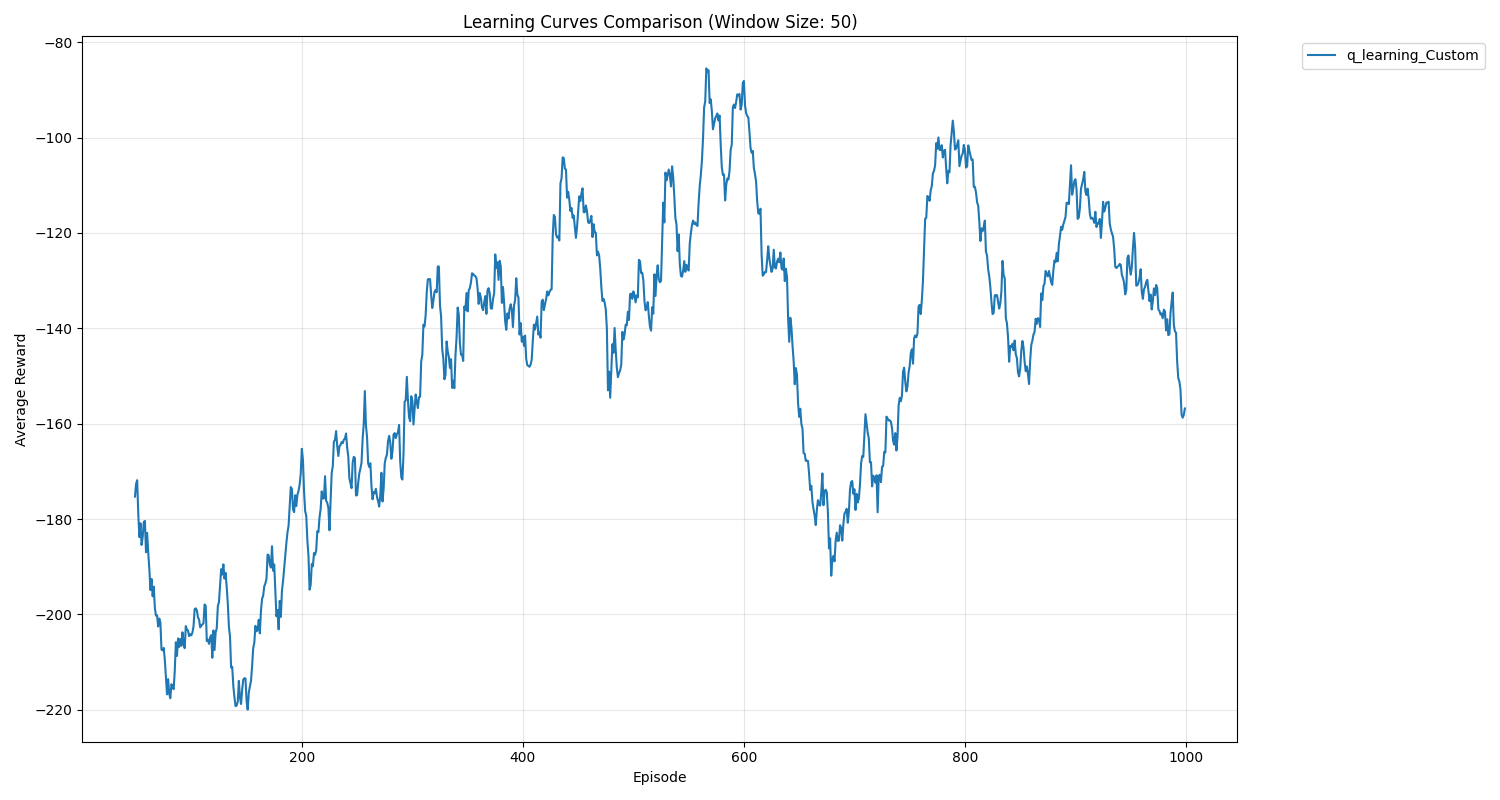 Learning Curves Comparison (Window Size: 50)
q_learning_Custom
Average Reward
−80
−100
−120
−140
−160
−180
−200
−220
200 400 600 800 1000
Episode